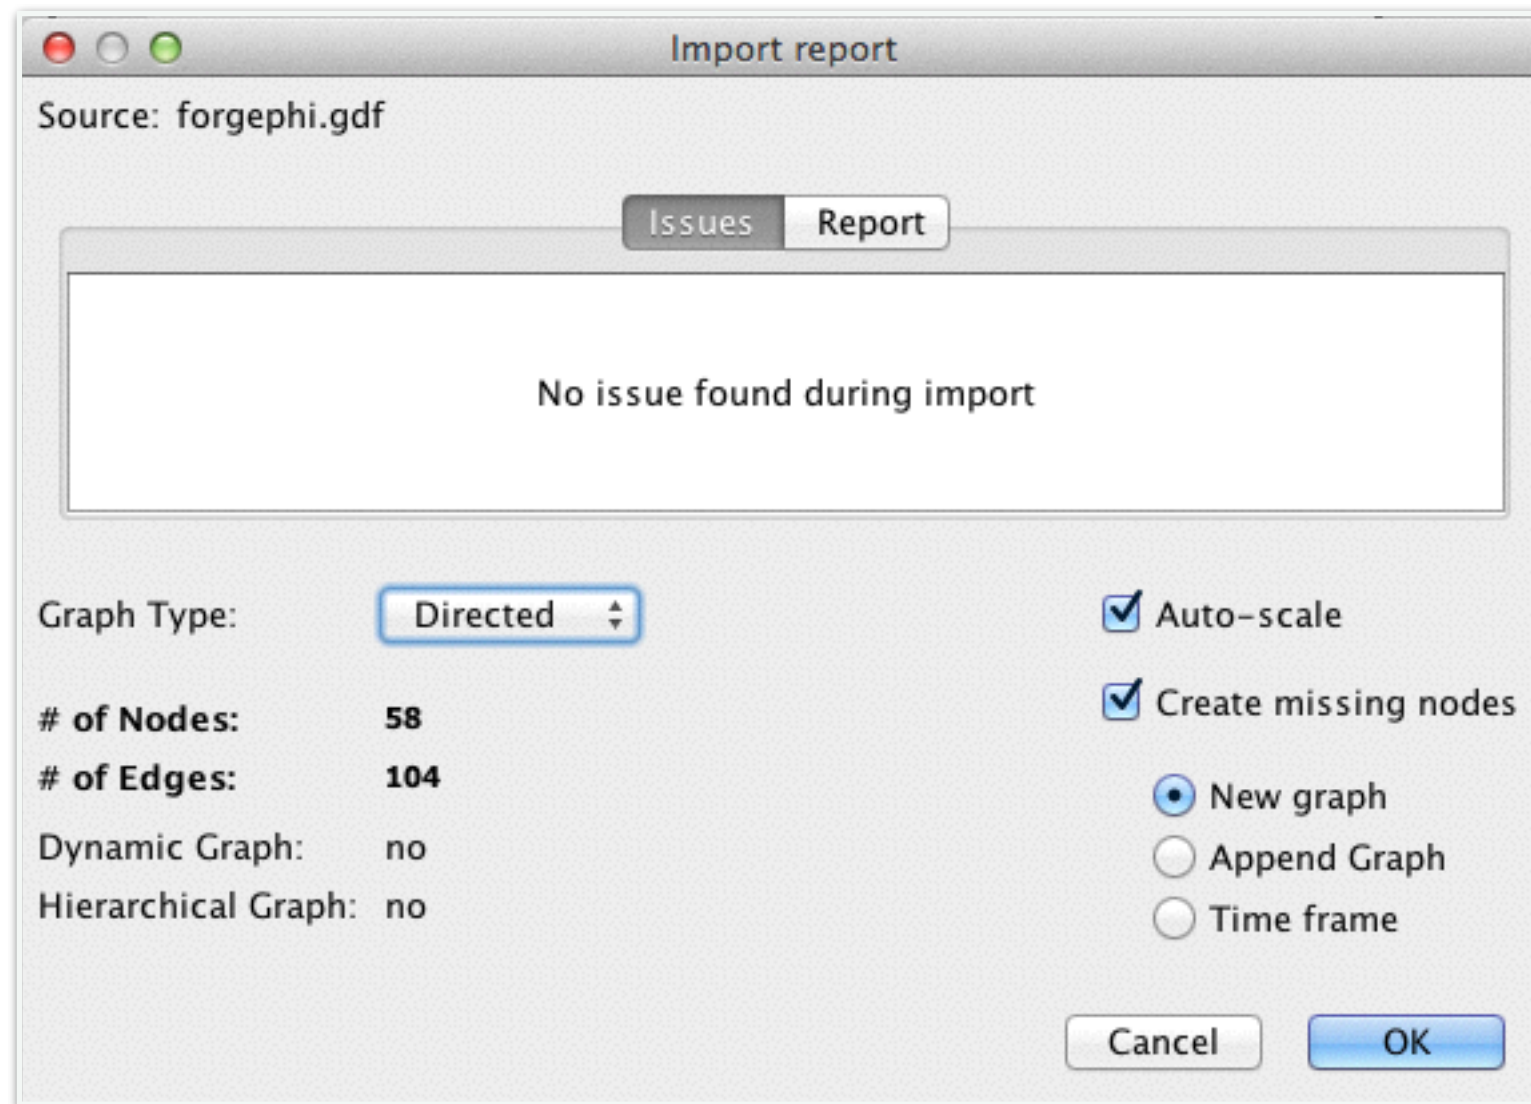 Import report
Source: forgephi.gdf
Issues Report
No issue found during import
Graph Type: Directed
Auto-scale
# of Nodes: 58
Create missing nodes
# of Edges: 104
New graph
Dynamic Graph: no
Append Graph
Hierarchical Graph: no
Time frame
Cancel OK